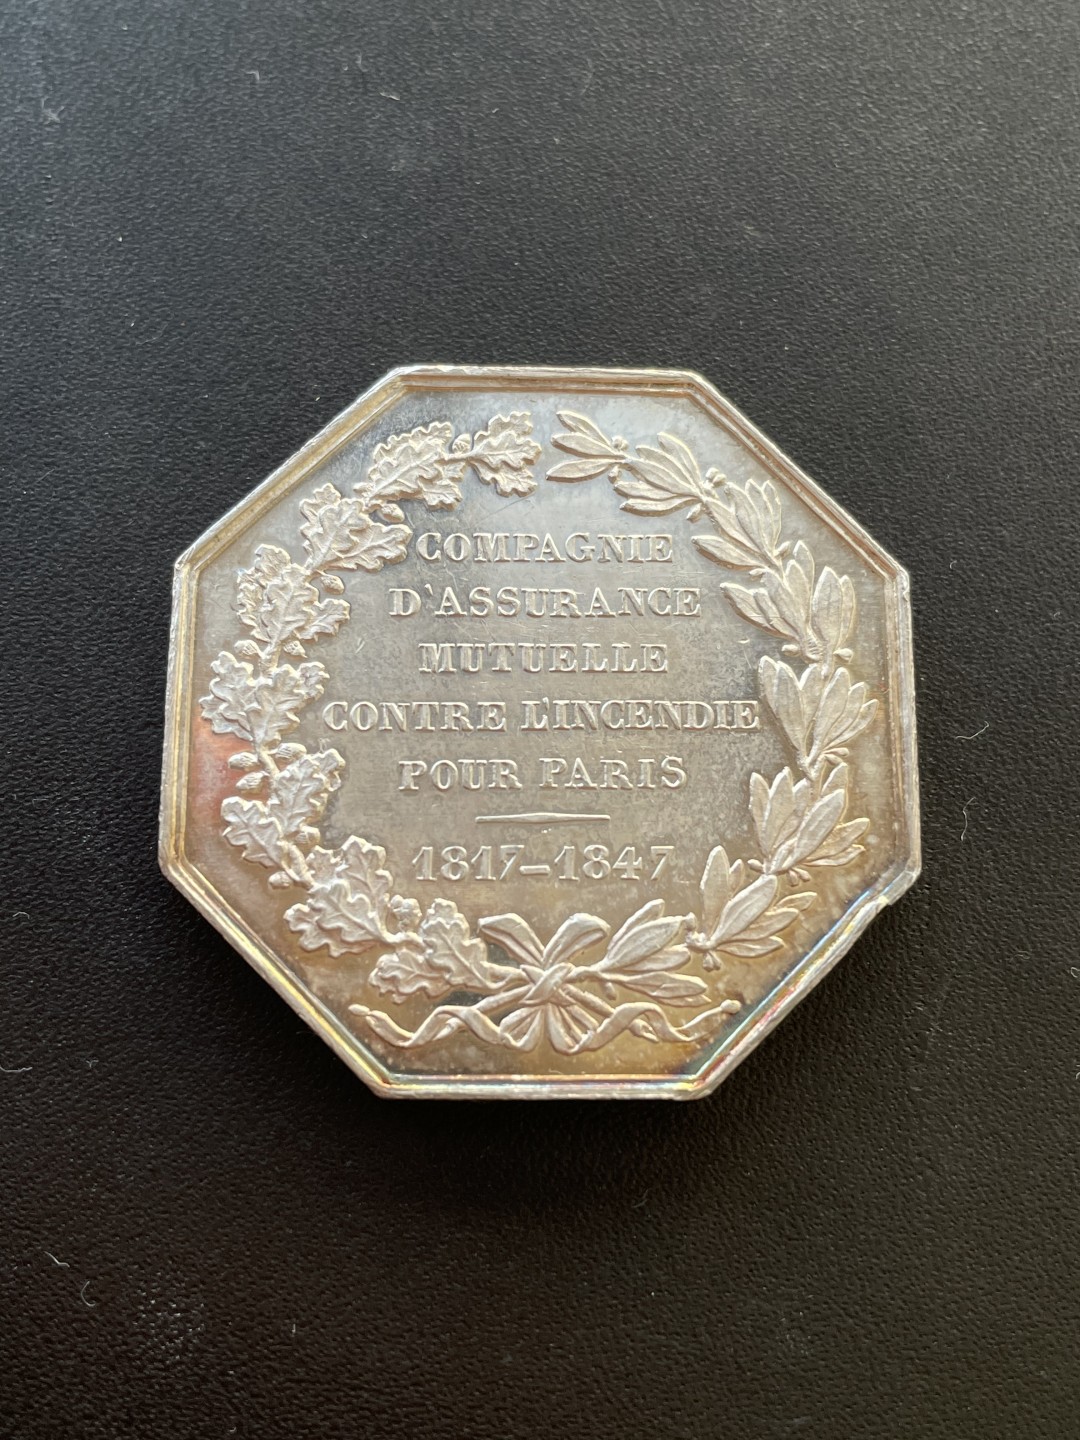 COMPAGNIE
D'ASSURANCE
MUTUELLE
CONTRE L'INCENDIE
POUR PARIS
1817-1847